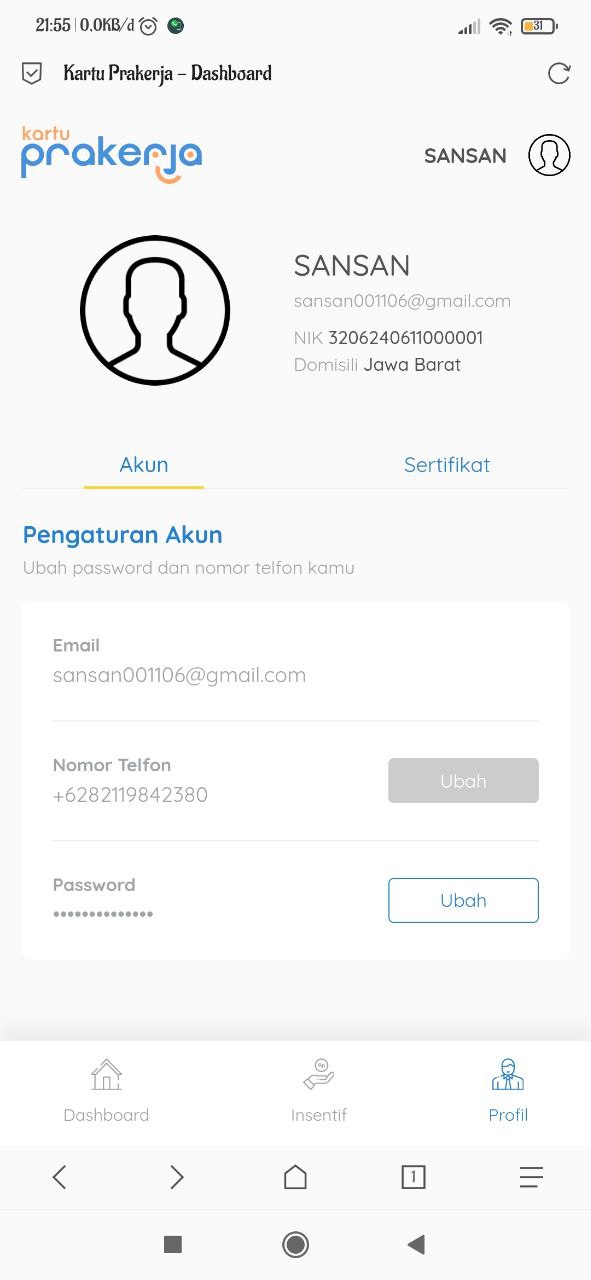 21:55 | 0,0KB/d
31
Kartu Prakerja – Dashboard
kartu
prakerja
SANSAN
SANSAN
sansan001106@gmail.com
NIK 3206240611000001
Domisili Jawa Barat
Akun
Sertifikat
Pengaturan Akun
Ubah password dan nomor telfon kamu
Email
sansan001106@gmail.com
Nomor Telfon
+6282119842380
Ubah
Password
••••••••••••••
Ubah
Rp
Dashboard
Insentif
Profil
1